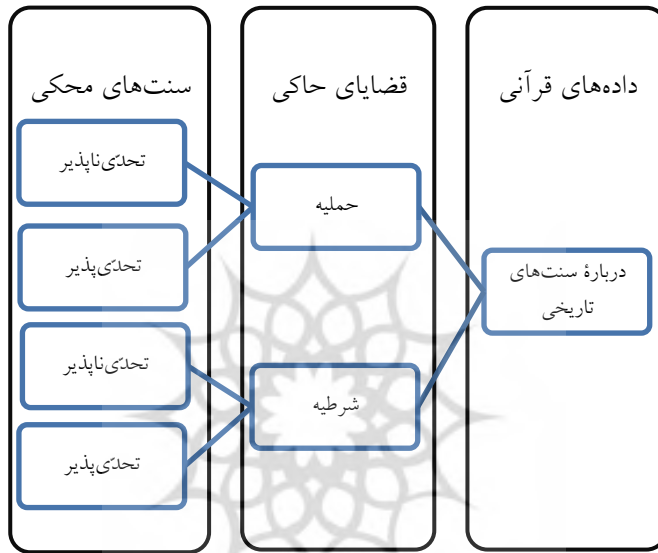 داده‌های قرآنی
قضایای حاکی
سنت‌های محکی
دربارهٔ سنت‌های
تاریخی
حملیه
شرطیه
تحدّی‌ناپذیر
تحدّی‌پذیر
تحدّی‌ناپذیر
تحدّی‌پذیر